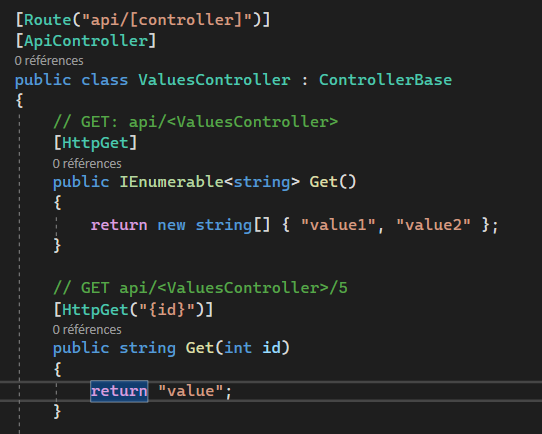 [Route("api/[controller]")]
[ApiController]
0 références
public class ValuesController : ControllerBase
{
// GET: api/<ValuesController>
[HttpGet]
0 références
public IEnumerable<string> Get()
{
return new string[] { "value1", "value2" };
}
// GET api/<ValuesController>/5
[HttpGet("{id}")]
0 références
public string Get(int id)
{
return "value";
}